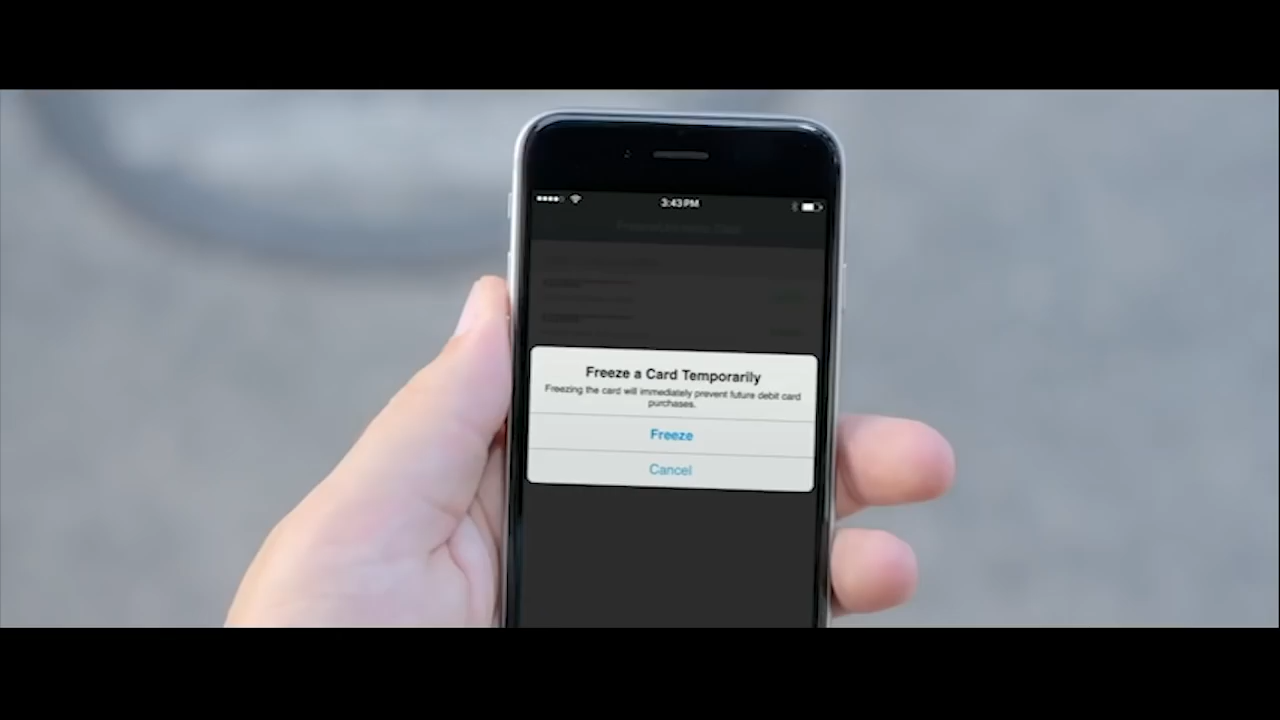 3:43 PM
Freeze a Card Temporarily
Freezing the card will immediately prevent future debit card
purchases.
Freeze
Cancel